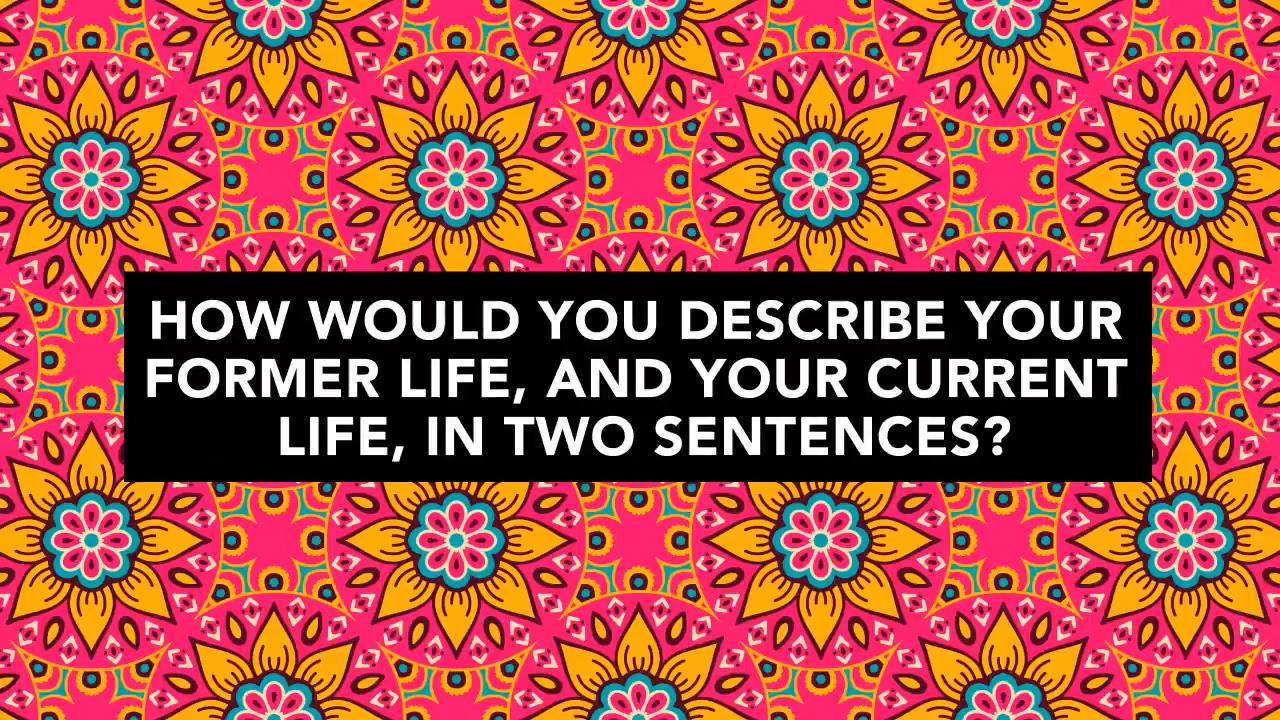 HOW WOULD YOU DESCRIBE YOUR
FORMER LIFE, AND YOUR CURRENT
LIFE, IN TWO SENTENCES?